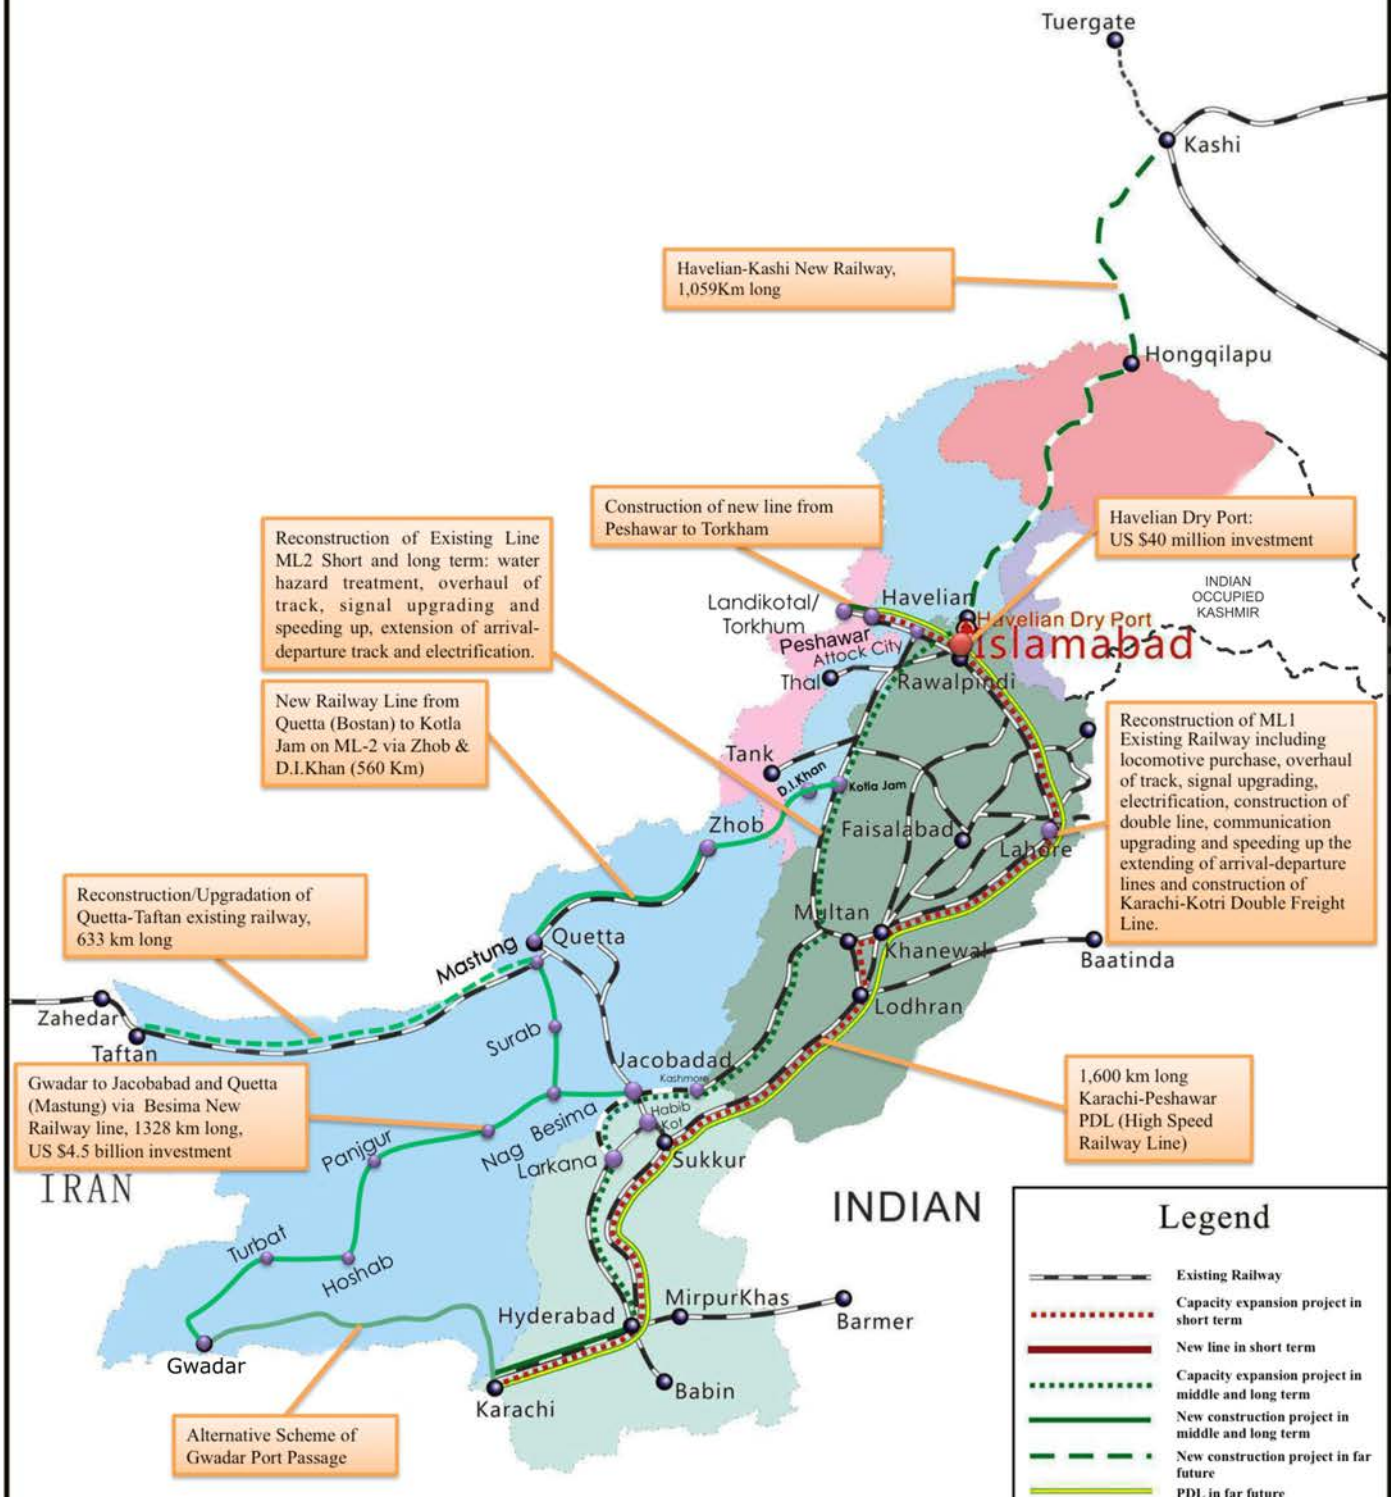 Tuergate
Kashi
Havelian-Kashi New Railway,
1,059Km long
Hongqilapu
Construction of new line from
Peshawar to Torkham
Havelian Dry Port:
US $40 million investment
Reconstruction of Existing Line
ML2 Short and long term: water
hazard treatment, overhaul of
track, signal upgrading and
speeding up, extension of arrival-
departure track and electrification.
INDIAN
OCCUPIED
KASHMIR
Landikotal/
Torkhum
Havelian
Havelian Dry Port
Islamabad
Peshawar
Attock City
Thal
Rawalpindi
New Railway Line from
Quetta (Bostan) to Kotla
Jam on ML-2 via Zhob &
D.I.Khan (560 Km)
Reconstruction of ML1
Existing Railway including
locomotive purchase, overhaul
of track, signal upgrading,
electrification, construction of
double line, communication
upgrading and speeding up the
extending of arrival-departure
lines and construction of
Karachi-Kotri Double Freight
Line.
Tank
D.I.Khan
Kotla Jam
Zhob
Faisalabad
Lahore
Reconstruction/Upgradation of
Quetta-Taftan existing railway,
633 km long
Multan
Khanewal
Mastung
Quetta
Baatinda
Lodhran
Zahedar
Taftan
Surab
Jacobadad
Kashmore
Gwadar to Jacobabad and Quetta
(Mastung) via Besima New
Railway line, 1328 km long,
US $4.5 billion investment
1,600 km long
Karachi-Peshawar
PDL (High Speed
Railway Line)
Besima
Habib
Kot
Nag
Panjgur
Larkana
Sukkur
IRAN
INDIAN
Turbat
Hoshab
Hyderabad
MirpurKhas
Barmer
Gwadar
Babin
Karachi
Alternative Scheme of
Gwadar Port Passage
Legend
Existing Railway
Capacity expansion project in
short term
New line in short term
Capacity expansion project in
middle and long term
New construction project in
middle and long term
New construction project in far
future
PDL in far future